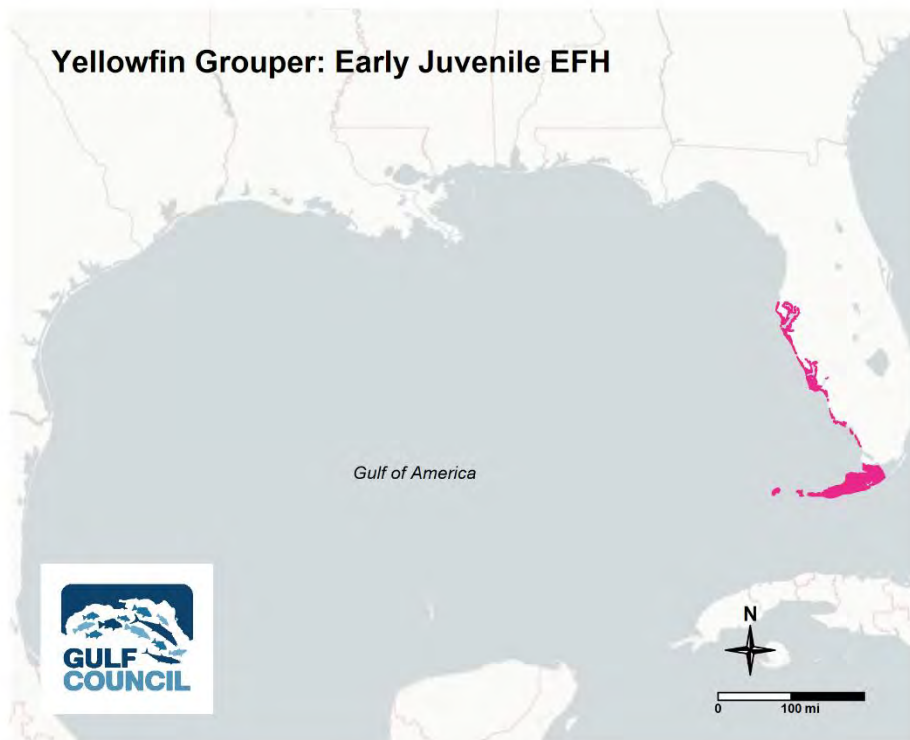 Yellowfin Grouper: Early Juvenile EFH
Gulf of America
GULF
COUNCIL
N
0 100 mi